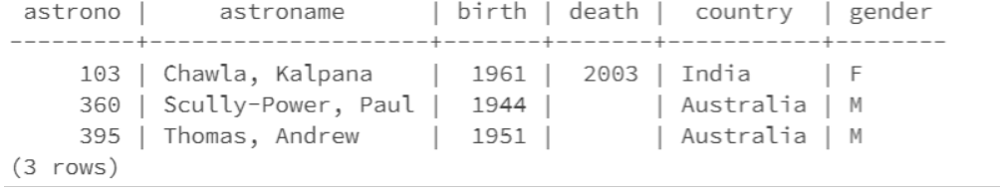 astrono | astroname | birth | death | country | gender
---------+--------------------+-------+-------+-----------+--------
103 | Chawla, Kalpana | 1961 | 2003 | India | F
360 | Scully-Power, Paul | 1944 | | Australia | M
395 | Thomas, Andrew | 1951 | | Australia | M
(3 rows)